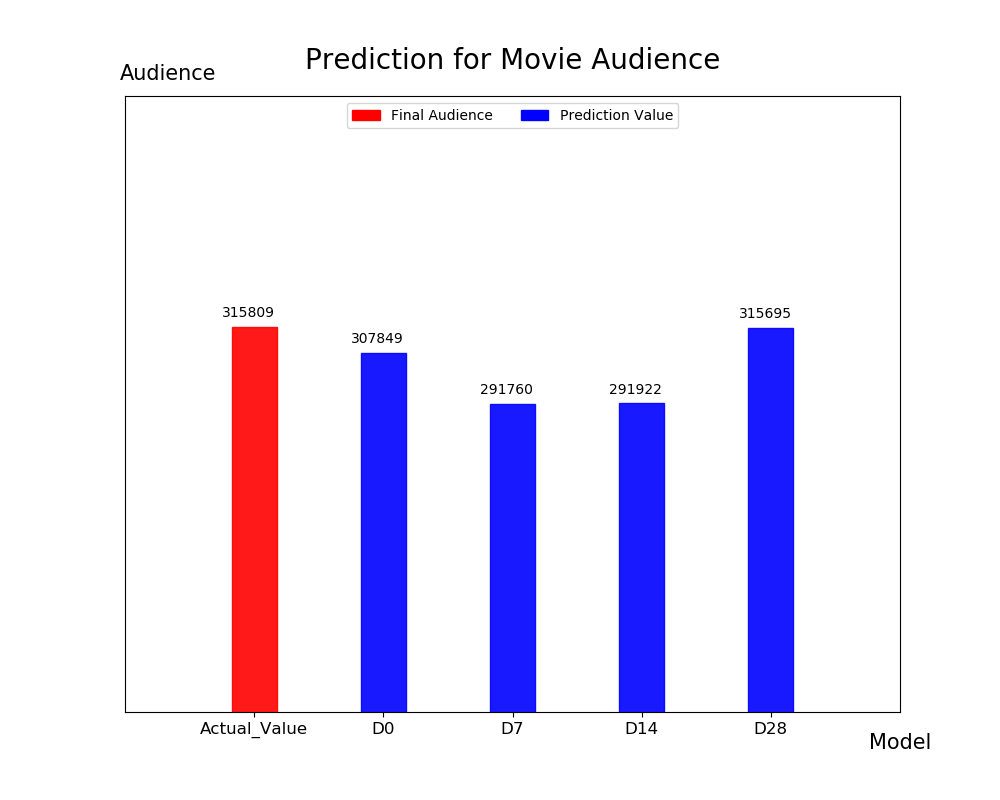 Prediction for Movie Audience
Audience
Final Audience Prediction Value
315809
307849
291760
291922
315695
Actual_Value D0 D7 D14 D28
Model